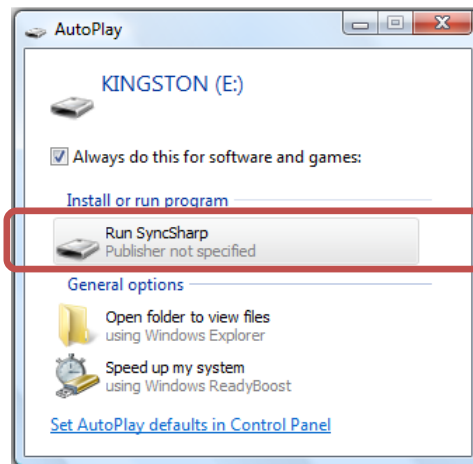 AutoPlay
KINGSTON (E:)
Always do this for software and games:
Install or run program
Run SyncSharp
Publisher not specified
General options
Open folder to view files
using Windows Explorer
Speed up my system
using Windows ReadyBoost
Set AutoPlay defaults in Control Panel